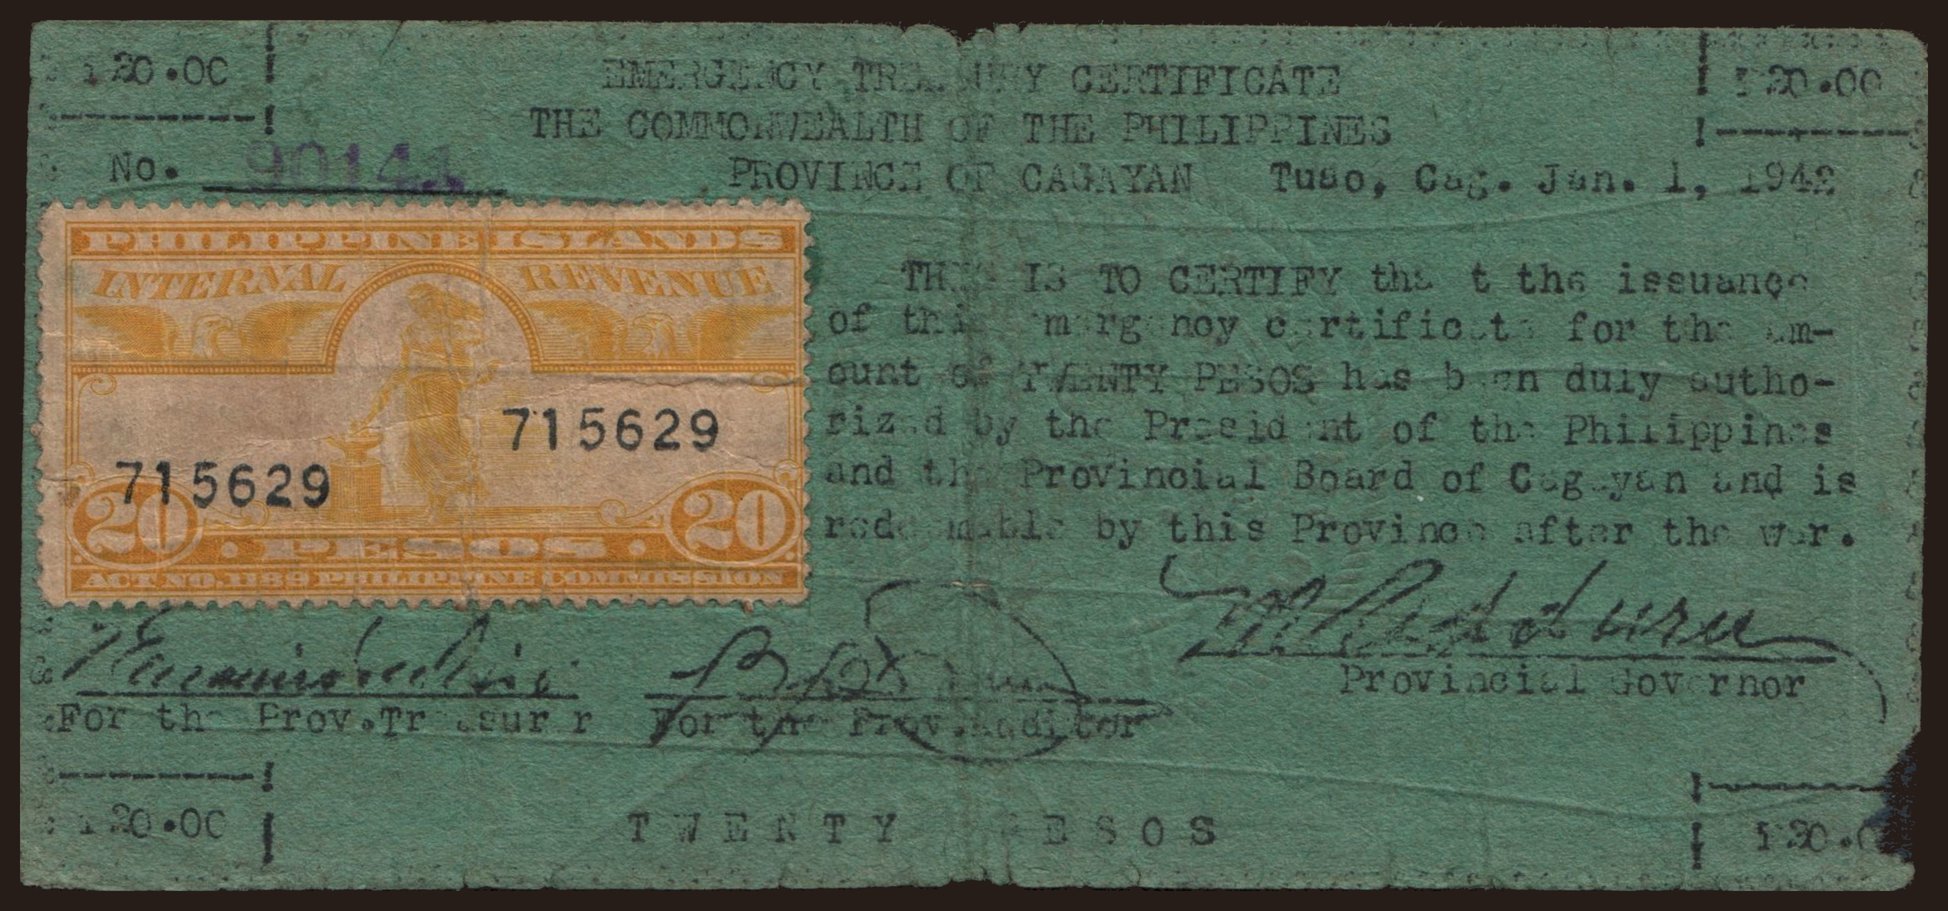 ₱20.00
EMERGENCY TREASURY CERTIFICATE
₱20.00
THE COMMONWEALTH OF THE PHILIPPINES
No. 90144
PROVINCE OF CAGAYAN Tuao, Cag. Jan. 1, 1942
PHILIPPINE ISLANDS
INTERNAL REVENUE
715629
715629
20 PESOS 20
ACT NO. 1189 PHILIPPINE COMMISSION
THIS IS TO CERTIFY tha t the issuance
of this emergency certificate for the am-
ount of TWENTY PESOS has been duly autho-
rized by the President of the Philippines
and the Provincial Board of Cagayan and is
redeemable by this Province after the war.
For the Prov.Treasurer
For the Prov.Auditor
Provincial Governor
₱20.00
TWENTY PESOS
₱20.0